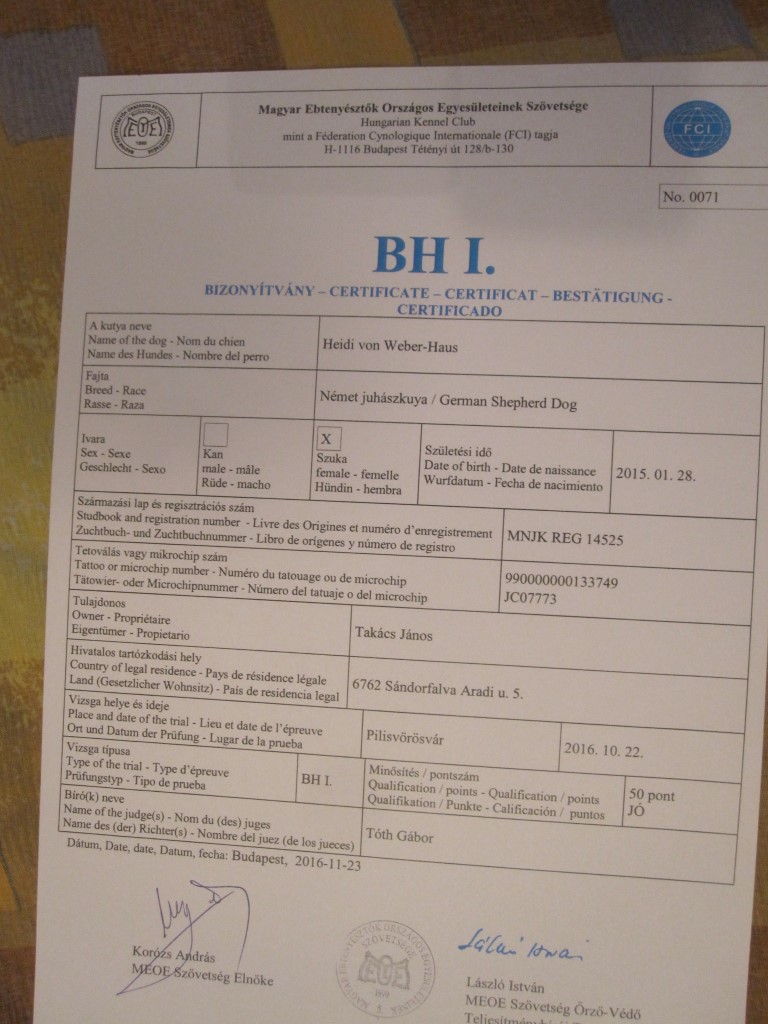 Magyar Ebtenyésztők Országos Egyesületeinek Szövetsége
Hungarian Kennel Club
mint a Féderation Cynologique Internationale (FCI) tagja
H-1116 Budapest Tétényi út 128/b-130
MEOE
FCI
No. 0071
BH I.
BIZONYÍTVÁNY – CERTIFICATE – CERTIFICAT – BESTÄTIGUNG -
CERTIFICADO
A kutya neve
Name of the dog - Nom du chien
Name des Hundes - Nombre del perro
Heidi von Weber-Haus
Fajta
Breed - Race
Rasse - Raza
Német juhászkuya / German Shepherd Dog
Ivara
Sex - Sexe
Geschlecht - Sexo
Kan
male - mâle
Rüde - macho
X
Szuka
female - femelle
Hündin - hembra
Születési idő
Date of birth - Date de naissance
Wurfdatum - Fecha de nacimiento
2015. 01. 28.
Származási lap és regisztrációs szám
Studbook and registration number - Livre des Origines et numéro d'enregistrement
Zuchtbuch- und Zuchtbuchnummer - Libro de orígenes y número de registro
MNJK REG 14525
Tetoválás vagy mikrochip szám
Tattoo or microchip number - Numéro du tatouage ou de microchip
Tätowier- oder Microchipnummer - Número del tatuaje o del microchip
990000000133749
JC07773
Tulajdonos
Owner - Propriétaire
Eigentümer - Propietario
Takács János
Hivatalos tartózkodási hely
Country of legal residence - Pays de résidence légale
Land (Gesetzlicher Wohnsitz) - País de residencia legal
6762 Sándorfalva Aradi u. 5.
Vizsga helye és ideje
Place and date of the trial - Lieu et date de l'épreuve
Ort und Datum der Prüfung - Lugar de la prueba
Pilisvörösvár
2016. 10. 22.
Vizsga típusa
Type of the trial - Type d'épreuve
Prüfungstyp - Tipo de prueba
BH I.
Minősítés / pontszám
Qualification / points - Qualification / points
Qualifikation / Punkte - Calificación / puntos
50 pont
JÓ
Bíró(k) neve
Name of the judge(s) - Nom du (des) juges
Name des (der) Richter(s) - Nombre del juez (de los jueces)
Tóth Gábor
Dátum, Date, date, Datum, fecha: Budapest, 2016-11-23
Korózs András
MEOE Szövetség Elnöke
László István
MEOE Szövetség Őrző-Védő